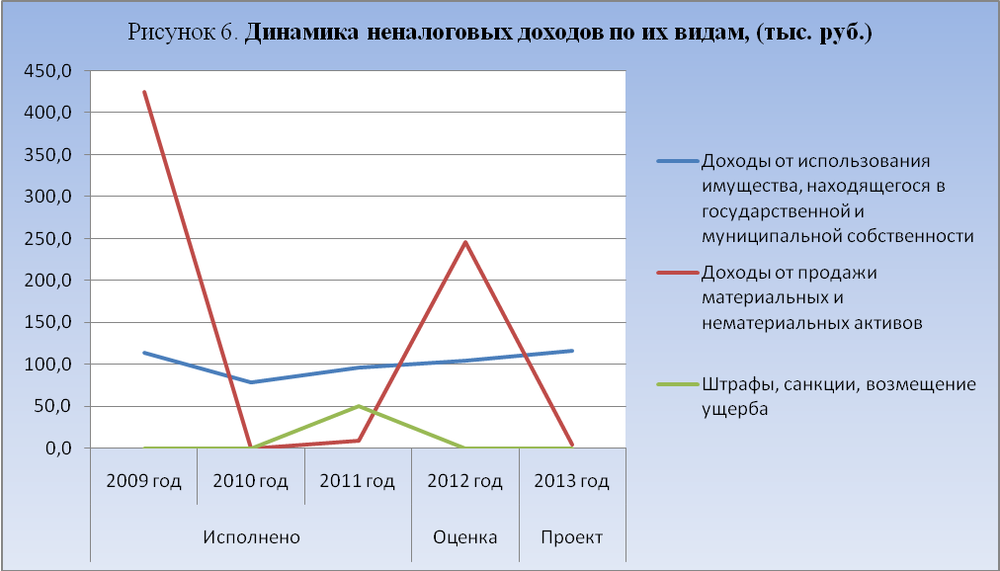 Рисунок 6. Динамика неналоговых доходов по их видам, (тыс. руб.)
450,0
400,0
350,0
300,0
250,0
200,0
150,0
100,0
50,0
0,0
2009 год 2010 год 2011 год 2012 год 2013 год
Исполнено Оценка Проект
Доходы от использования
имущества, находящегося в
государственной и
муниципальной собственности
Доходы от продажи
материальных и
нематериальных активов
Штрафы, санкции, возмещение
ущерба